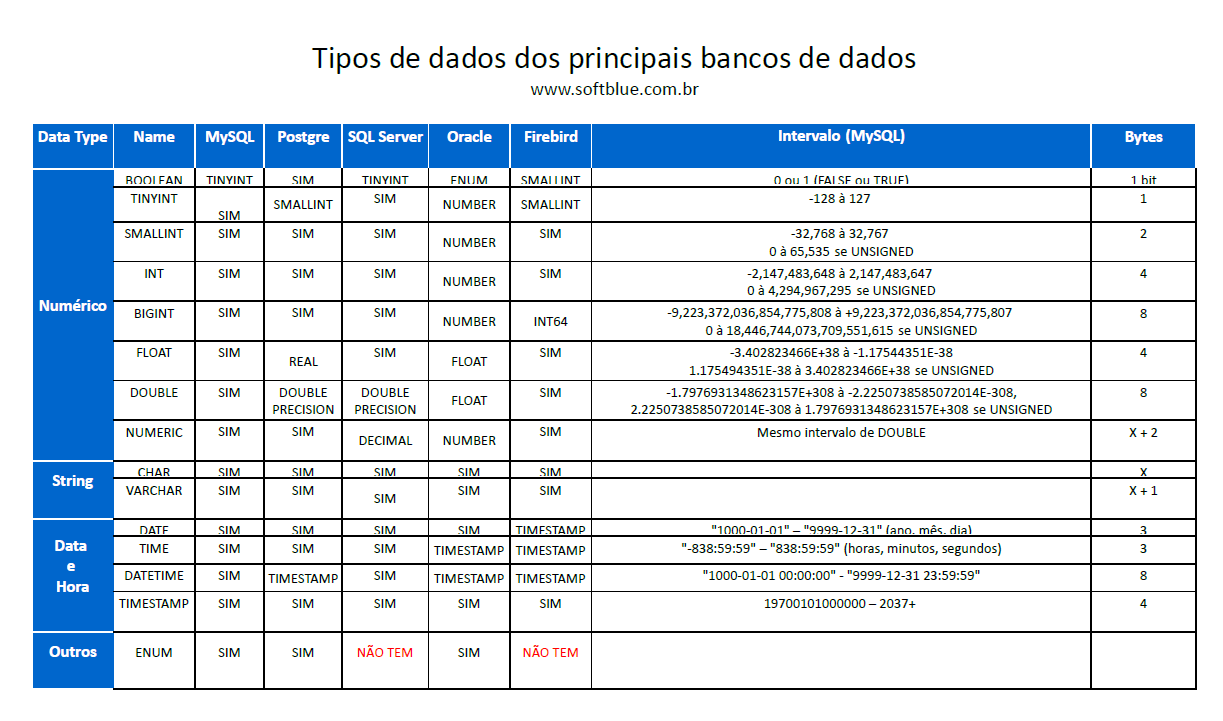 Tipos de dados dos principais bancos de dados
www.softblue.com.br
Data Type Name MySQL Postgre SQL Server Oracle Firebird Intervalo (MySQL) Bytes
Numérico
BOOLEAN TINYINT SIM TINYINT ENUM SMALLINT 0 ou 1 (FALSE ou TRUE) 1 bit
TINYINT SIM SMALLINT SIM NUMBER SMALLINT -128 à 127 1
SMALLINT SIM SIM SIM NUMBER SIM -32,768 à 32,767 2
0 à 65,535 se UNSIGNED
INT SIM SIM SIM NUMBER SIM -2,147,483,648 à 2,147,483,647 4
0 à 4,294,967,295 se UNSIGNED
BIGINT SIM SIM SIM NUMBER INT64 -9,223,372,036,854,775,808 à +9,223,372,036,854,775,807 8
0 à 18,446,744,073,709,551,615 se UNSIGNED
FLOAT SIM REAL SIM FLOAT SIM -3.402823466E+38 à -1.17544351E-38 4
1.175494351E-38 à 3.402823466E+38 se UNSIGNED
DOUBLE SIM DOUBLE PRECISION DOUBLE PRECISION FLOAT SIM -1.7976931348623157E+308 à -2.2250738585072014E-308, 8
2.2250738585072014E-308 à 1.7976931348623157E+308 se UNSIGNED
NUMERIC SIM SIM DECIMAL NUMBER SIM Mesmo intervalo de DOUBLE X + 2
String
CHAR SIM SIM SIM SIM SIM X
VARCHAR SIM SIM SIM SIM SIM X + 1
Data
e
Hora
DATE SIM SIM SIM SIM TIMESTAMP "1000-01-01" – "9999-12-31" (ano, mês, dia) 3
TIME SIM SIM SIM TIMESTAMP TIMESTAMP "-838:59:59" – "838:59:59" (horas, minutos, segundos) 3
DATETIME SIM TIMESTAMP SIM TIMESTAMP TIMESTAMP "1000-01-01 00:00:00" - "9999-12-31 23:59:59" 8
TIMESTAMP SIM SIM SIM SIM SIM 19700101000000 – 2037+ 4
Outros ENUM SIM SIM NÃO TEM SIM NÃO TEM